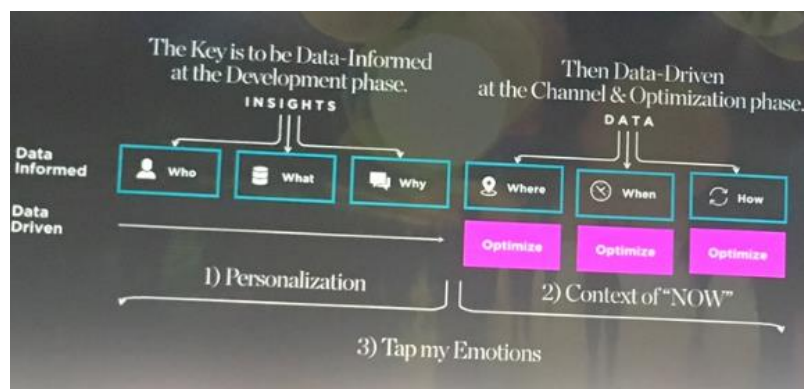 The Key is to be Data-Informed
at the Development phase.
INSIGHTS
Then Data-Driven
at the Channel & Optimization phase.
DATA
Data
Informed
Who
What
Why
Where
When
How
Data
Driven
Optimize
Optimize
Optimize
1) Personalization
2) Context of "NOW"
3) Tap my Emotions